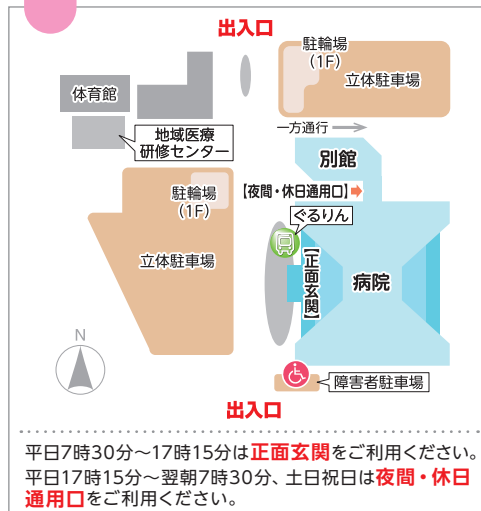 出入口
駐輪場
(1F)
立体駐車場
体育館
地域医療
研修センター
一方通行
別館
【夜間・休日通用口】
駐輪場
(1F)
ぐるりん
立体駐車場
【正面玄関】
病院
N
障害者駐車場
出入口
平日7時30分～17時15分は正面玄関をご利用ください。
平日17時15分～翌朝7時30分、土日祝日は夜間・休日
通用口をご利用ください。